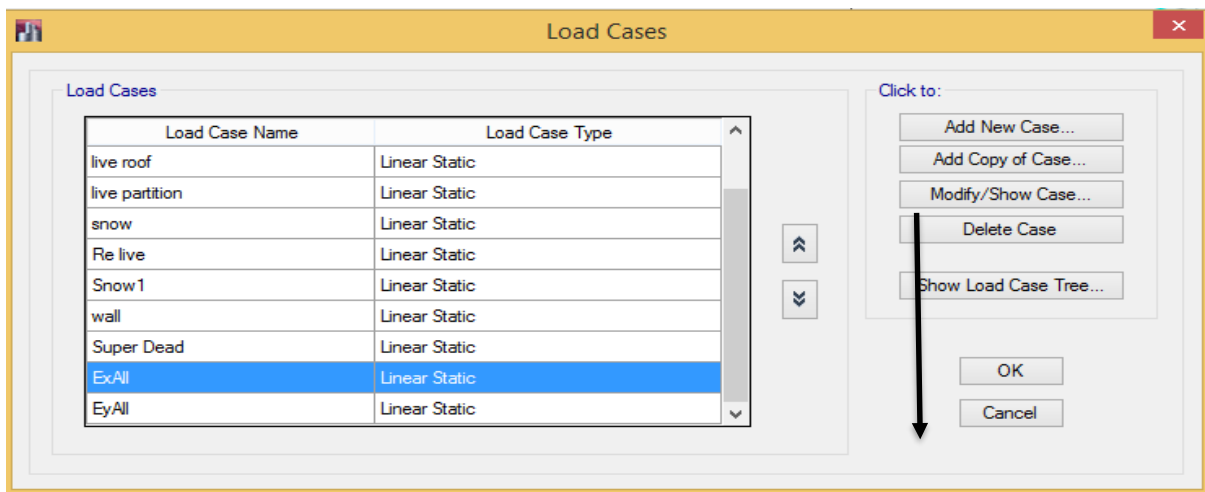 Load Cases
Load Cases
Load Case Name Load Case Type
live roof Linear Static
live partition Linear Static
snow Linear Static
Re live Linear Static
Snow1 Linear Static
wall Linear Static
Super Dead Linear Static
ExAll Linear Static
EyAll Linear Static
Click to:
Add New Case...
Add Copy of Case...
Modify/Show Case...
Delete Case
Show Load Case Tree...
OK
Cancel